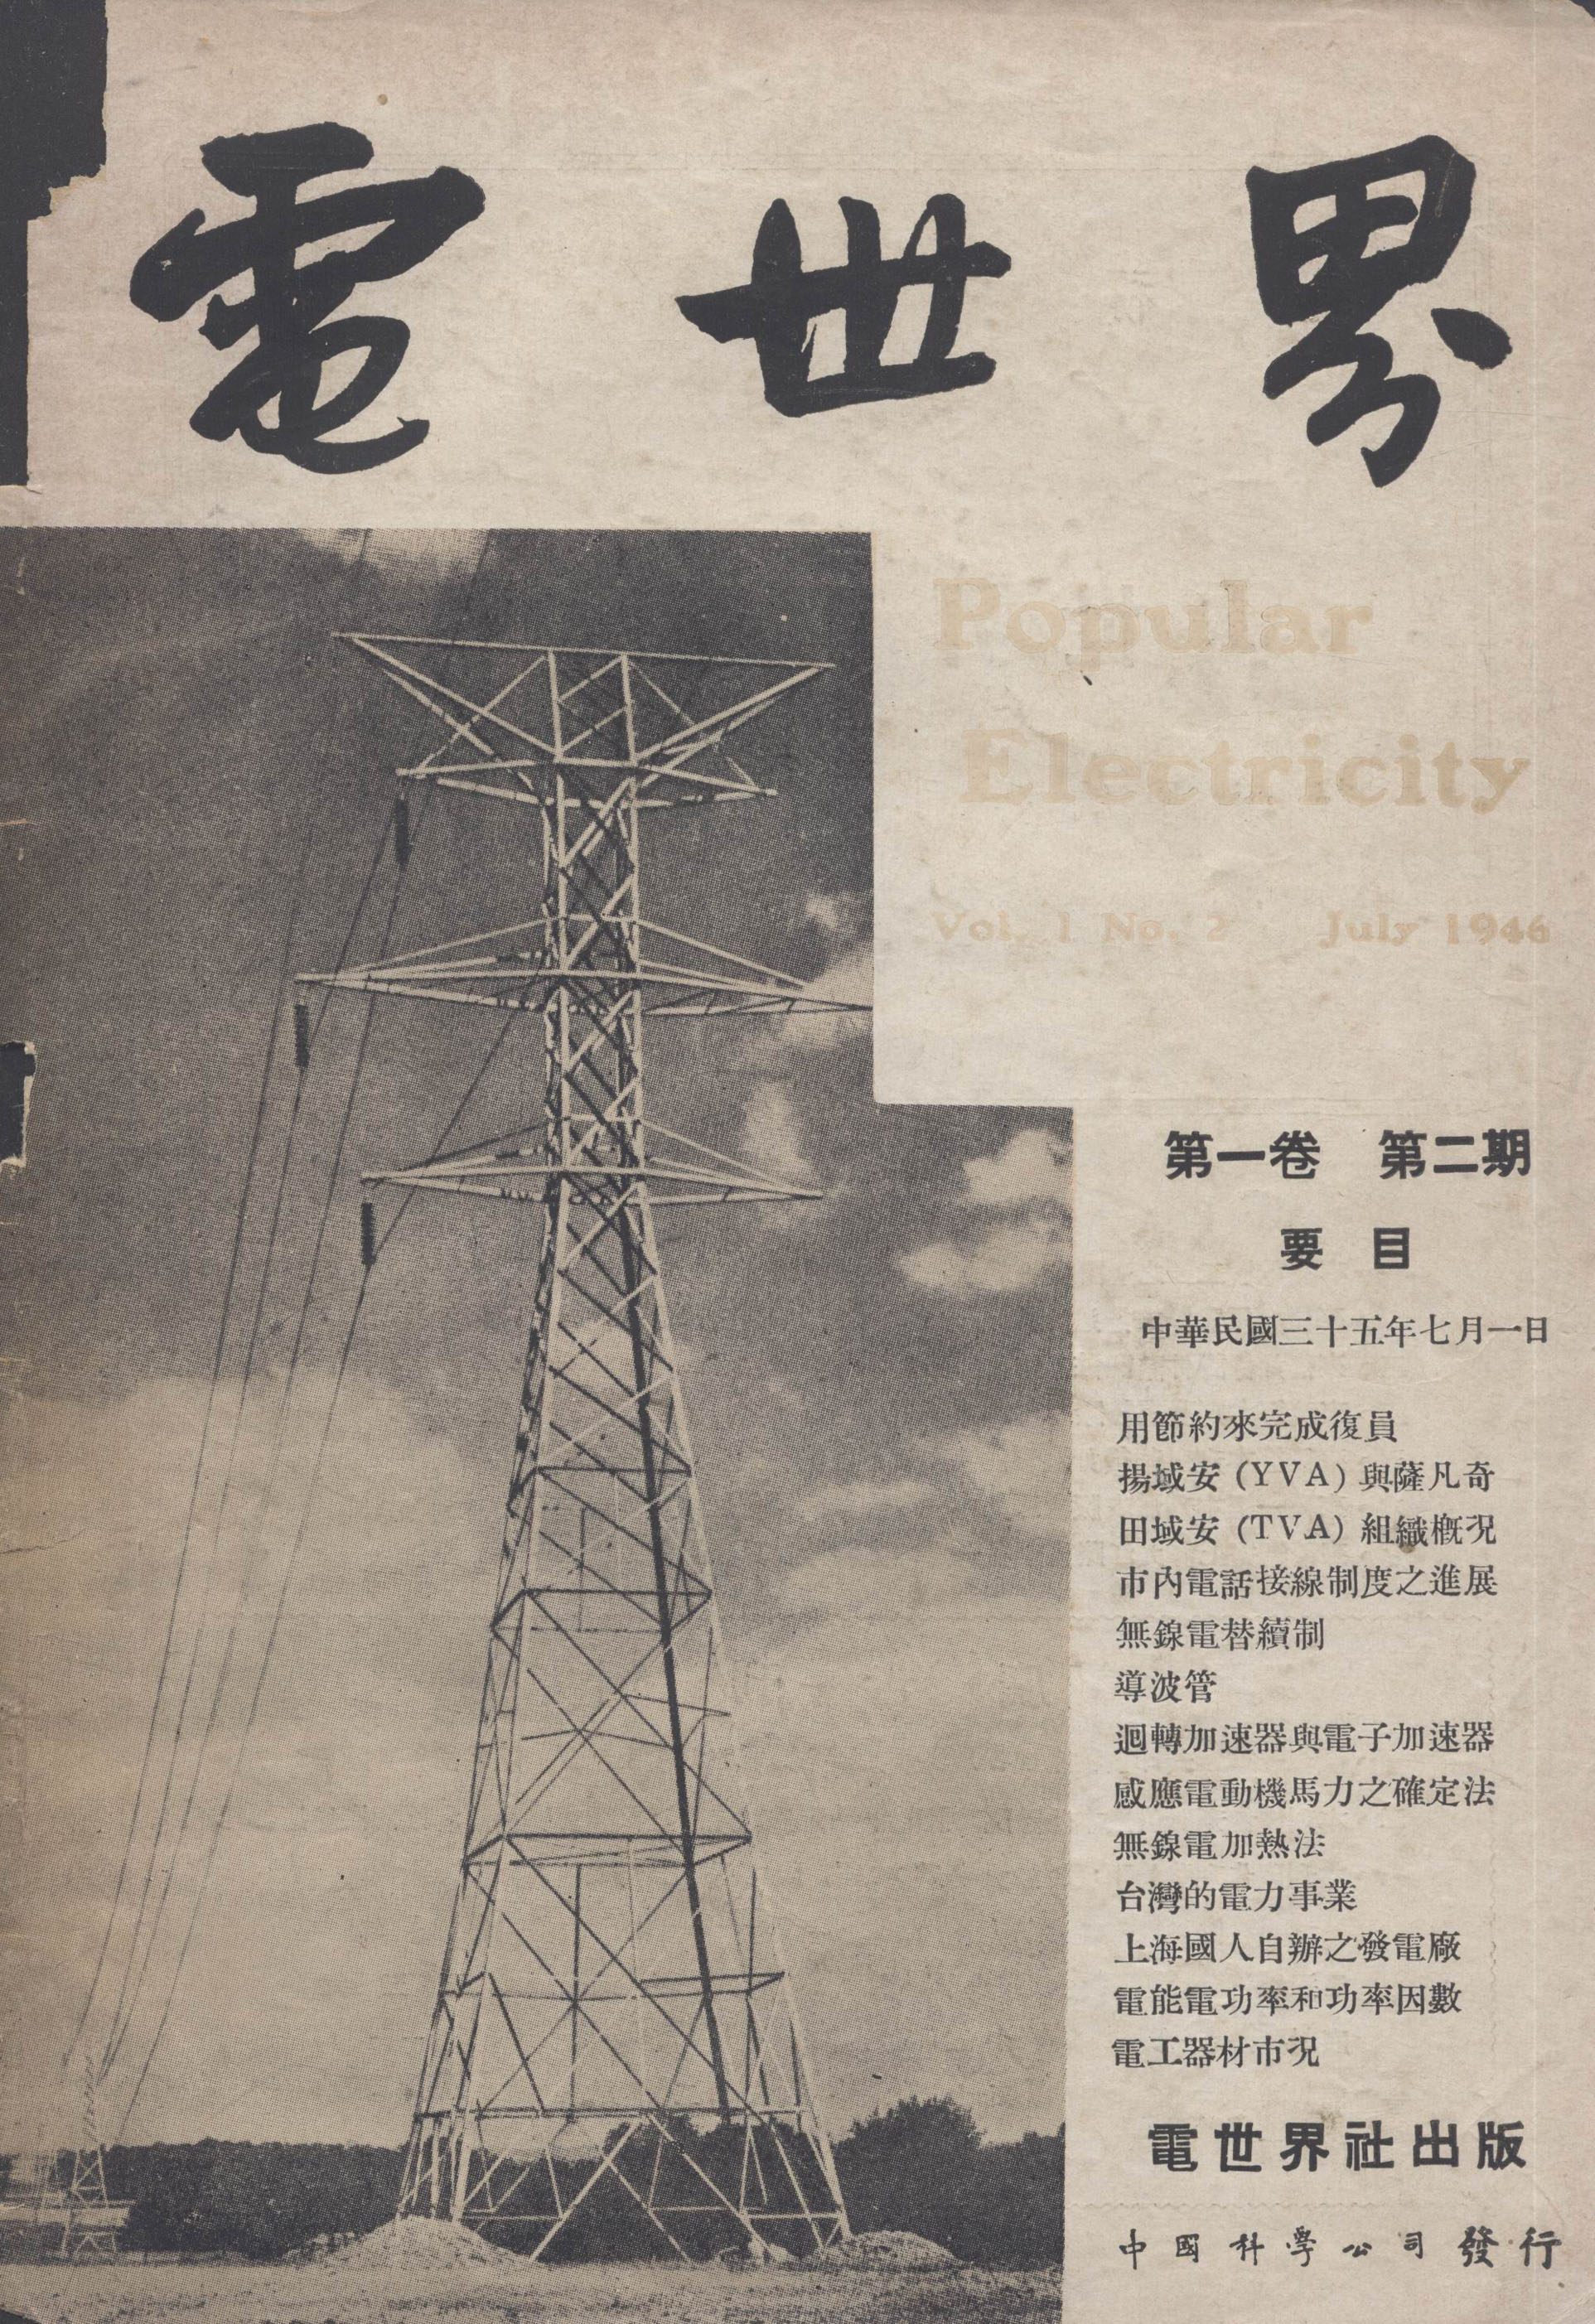 電世界
Popular
Electricity
Vol. 1 No. 2 July 1946
第一卷 第二期
要目
中華民國三十五年七月一日
用節約來完成復員
揚域安(YVA)與薩凡奇
田域安(TVA)組織概況
市內電話接線制度之進展
無線電替續制
導波管
迴轉加速器與電子加速器
感應電動機馬力之確定法
無線電加熱法
台灣的電力事業
上海國人自辦之發電廠
電能電功率和功率因數
電工器材市況
電世界社出版
中國科學公司發行